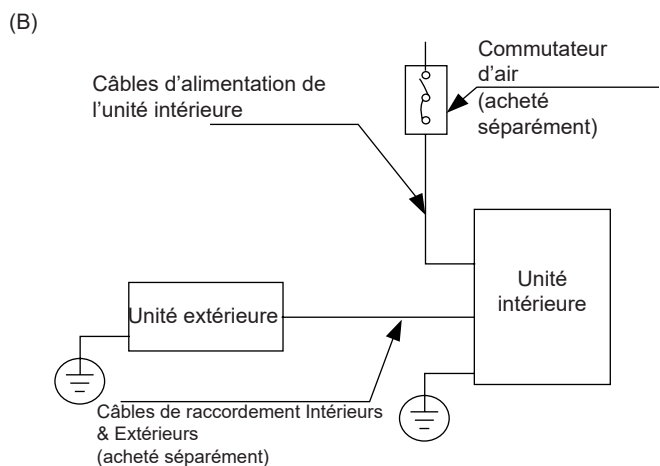 (B)
Commutateur
d’air
(acheté
séparément)
Câbles d’alimentation de
l’unité intérieure
Unité
intérieure
Unité extérieure
Câbles de raccordement Intérieurs
& Extérieurs
(acheté séparément)